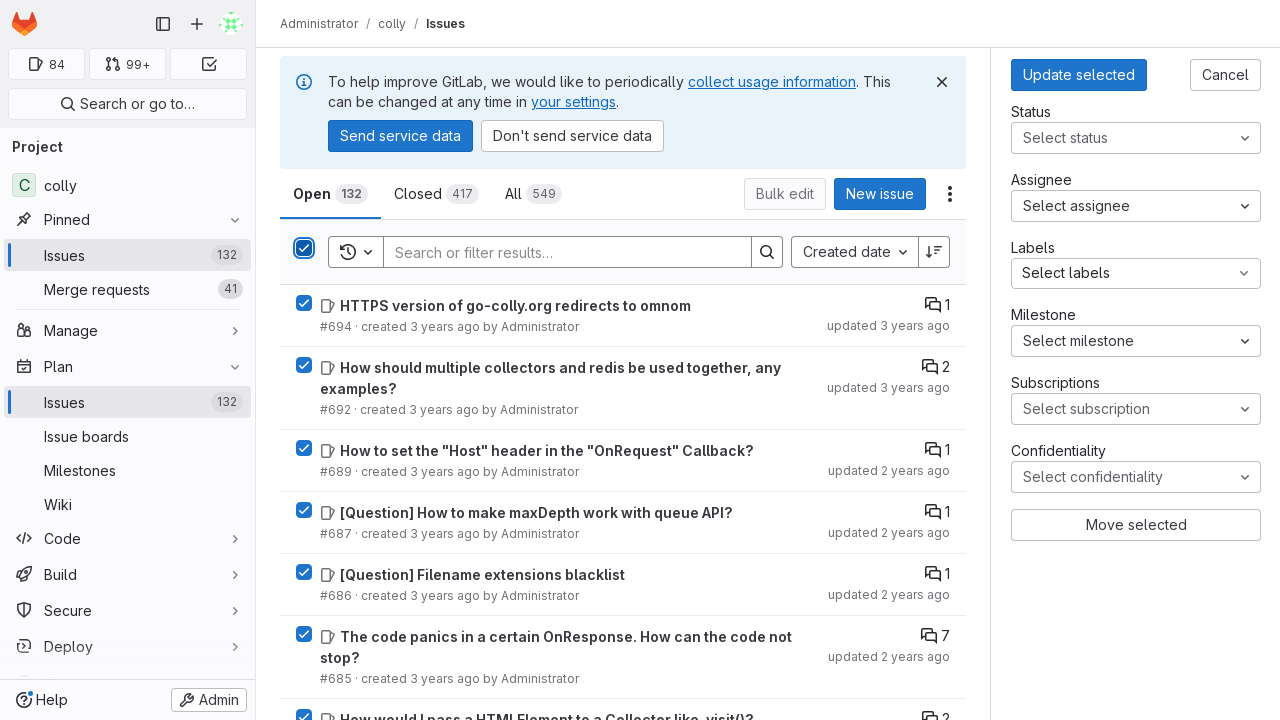 Administrator / colly / Issues
84
99+
Search or go to…
Project
C colly
Pinned
Issues 132
Merge requests 41
Manage
Plan
Issues 132
Issue boards
Milestones
Wiki
Code
Build
Secure
Deploy
Help
Admin
To help improve GitLab, we would like to periodically collect usage information. This
can be changed at any time in your settings.
Send service data
Don't send service data
Open 132
Closed 417
All 549
Bulk edit
New issue
Search or filter results…
Created date
HTTPS version of go-colly.org redirects to omnom
1
#694 · created 3 years ago by Administrator
updated 3 years ago
How should multiple collectors and redis be used together, any
examples?
2
#692 · created 3 years ago by Administrator
updated 3 years ago
How to set the "Host" header in the "OnRequest" Callback?
1
#689 · created 3 years ago by Administrator
updated 2 years ago
[Question] How to make maxDepth work with queue API?
1
#687 · created 3 years ago by Administrator
updated 2 years ago
[Question] Filename extensions blacklist
1
#686 · created 3 years ago by Administrator
updated 2 years ago
The code panics in a certain OnResponse. How can the code not
stop?
7
#685 · created 3 years ago by Administrator
updated 2 years ago
How would I pass a HTMLElement to a Collector like .visit()?
2
Update selected
Cancel
Status
Select status
Assignee
Select assignee
Labels
Select labels
Milestone
Select milestone
Subscriptions
Select subscription
Confidentiality
Select confidentiality
Move selected